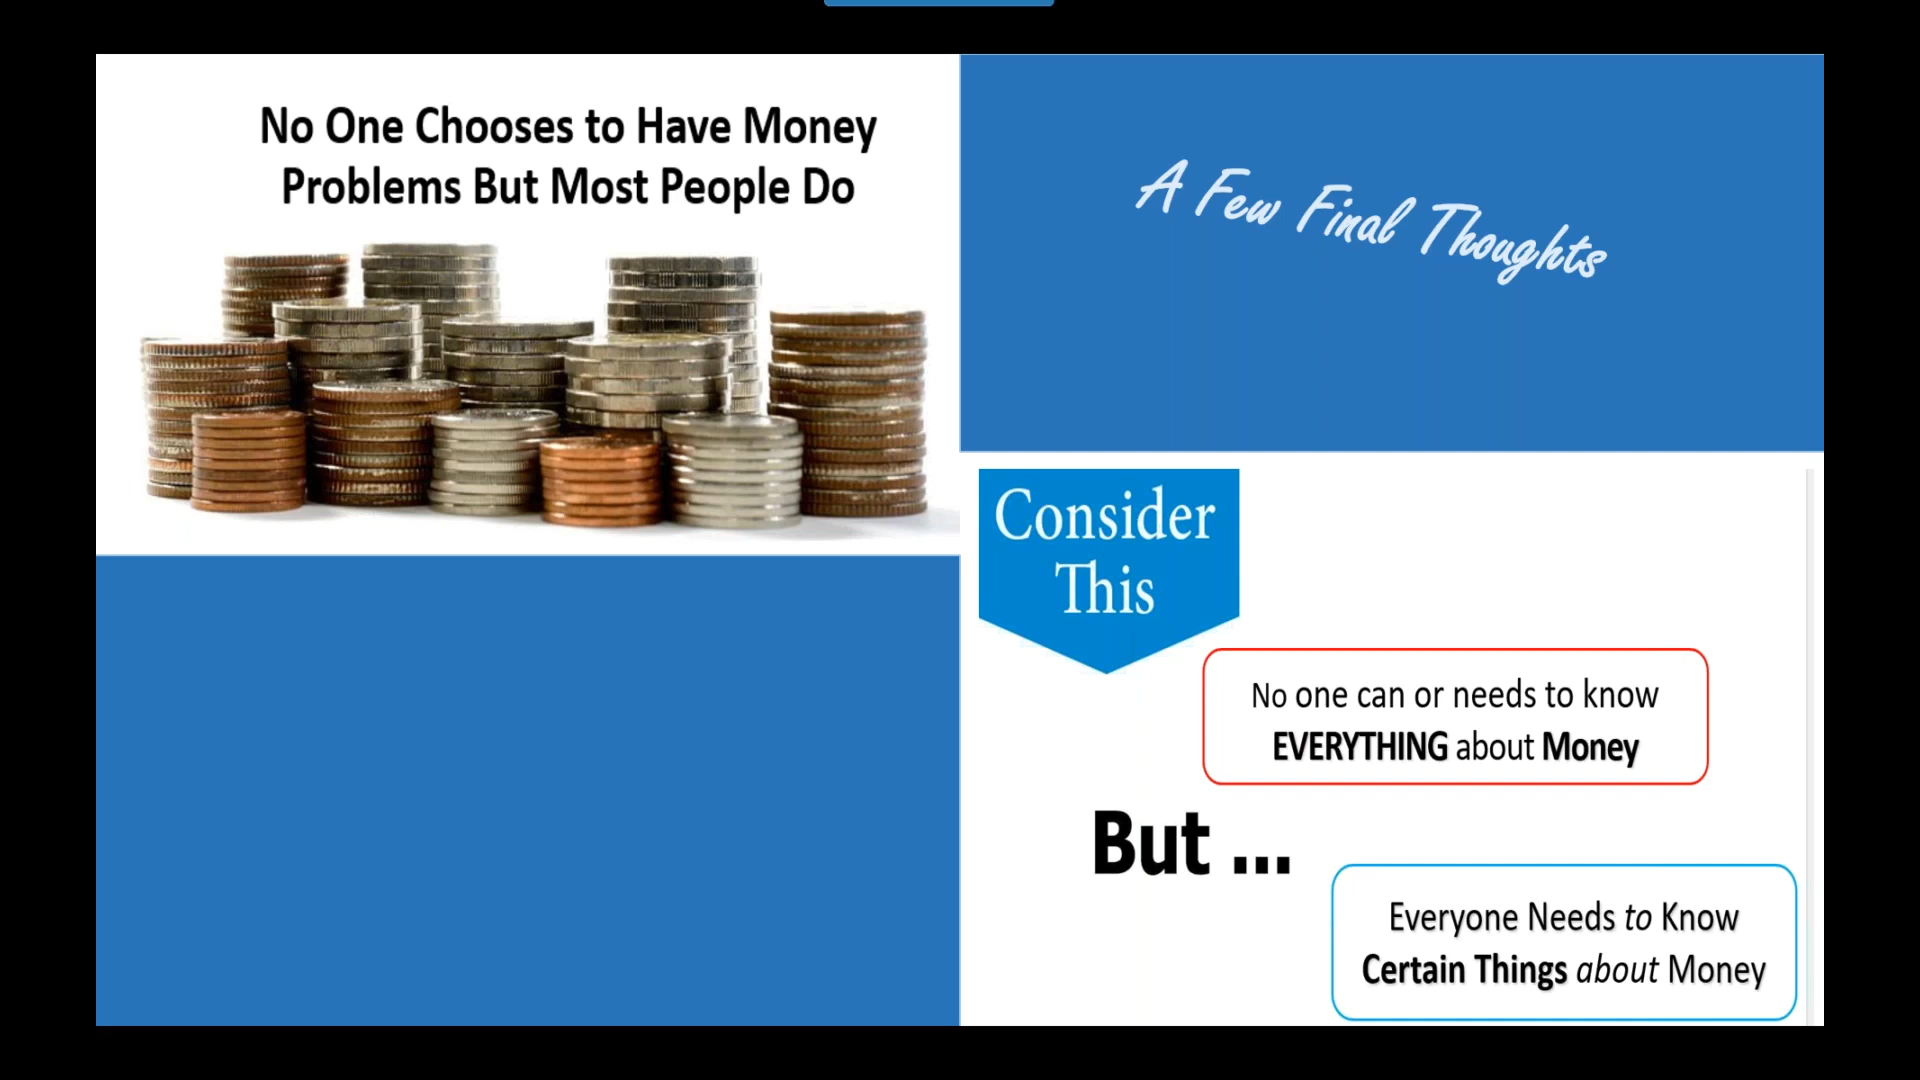 No One Chooses to Have Money
Problems But Most People Do
A Few Final Thoughts
Consider
This
No one can or needs to know
EVERYTHING about Money
But ...
Everyone Needs to Know
Certain Things about Money